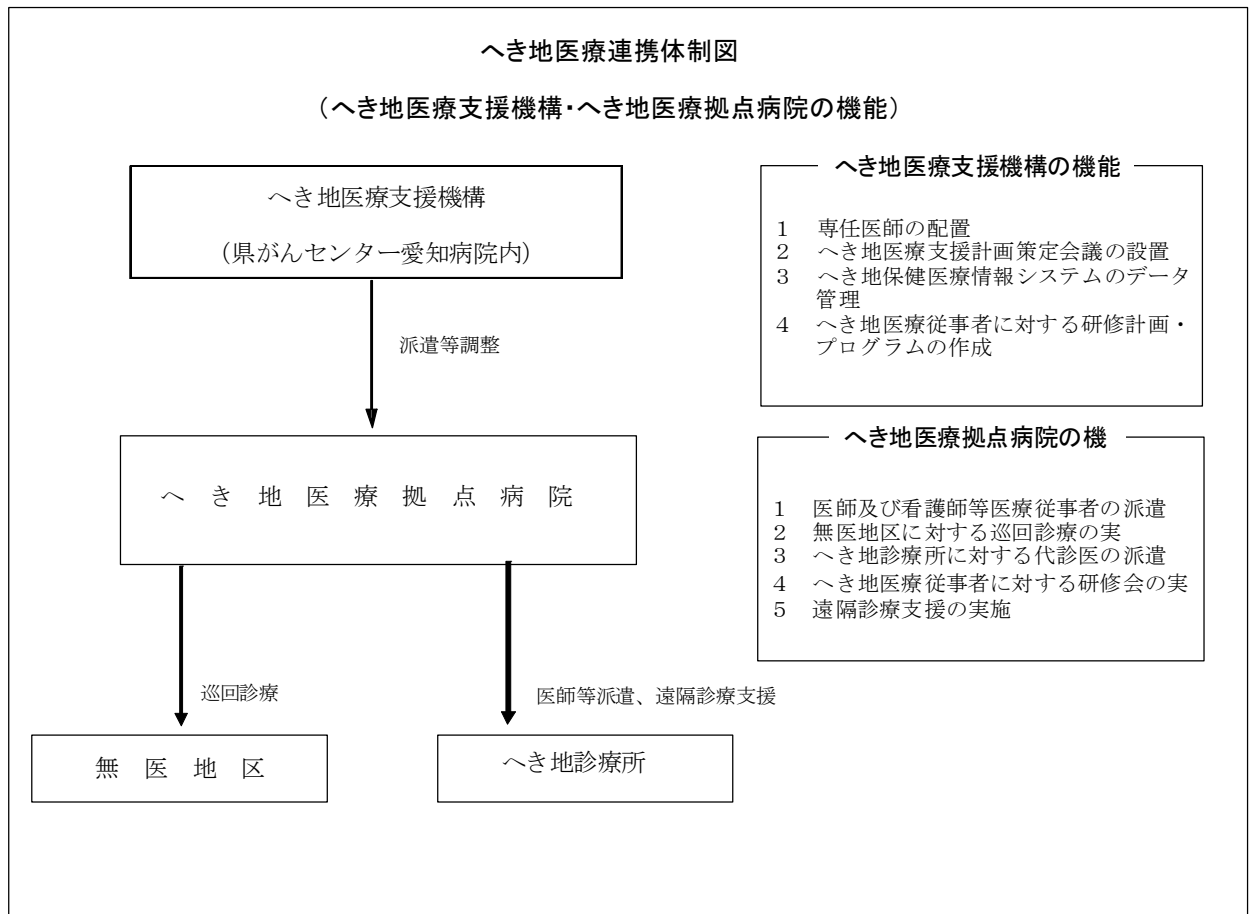 へき地医療連携体制図
（へき地医療支援機構・へき地医療拠点病院の機能）
へき地医療支援機構
（県がんセンター愛知病院内）
派遣等調整
へき地医療拠点病院
巡回診療
医師等派遣、遠隔診療支援
無医地区
へき地診療所
へき地医療支援機構の機能
１　専任医師の配置
２　へき地医療支援計画策定会議の設置
３　へき地保健医療情報システムのデータ
管理
４　へき地医療従事者に対する研修計画・
プログラムの作成
へき地医療拠点病院の機
１　医師及び看護師等医療従事者の派遣
２　無医地区に対する巡回診療の実
３　へき地診療所に対する代診医の派遣
４　へき地医療従事者に対する研修会の実
５　遠隔診療支援の実施